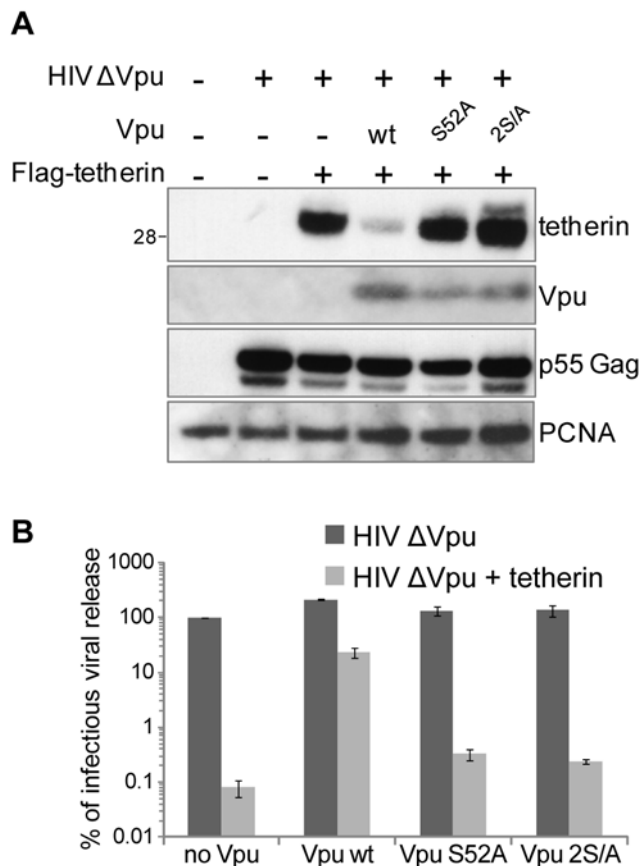 A
HIV ΔVpu - + + + + +
Vpu - - - wt S52A 2S/A
Flag-tetherin - - + + + +
28 tetherin
Vpu
p55 Gag
PCNA
B
HIV ΔVpu
HIV ΔVpu + tetherin
% of infectious viral release
1000
100
10
1
0.1
0.01
no Vpu Vpu wt Vpu S52A Vpu 2S/A